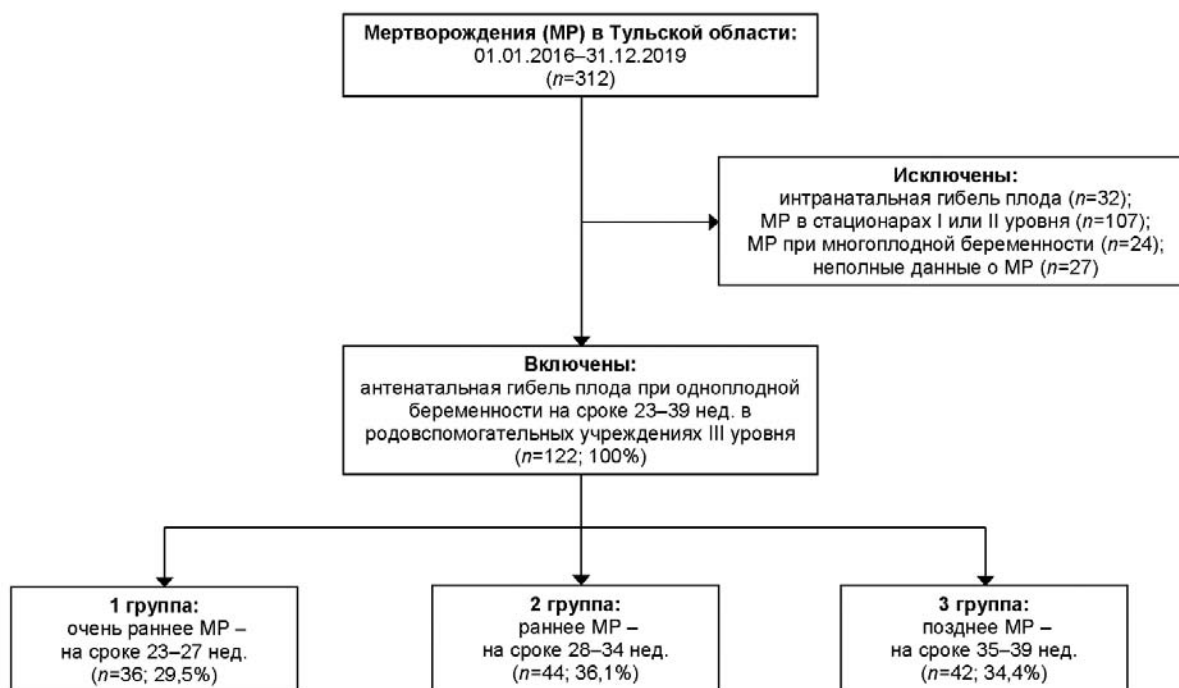 Мертворождения (МР) в Тульской области:
01.01.2016–31.12.2019
(n=312)
Исключены:
интранатальная гибель плода (n=32);
МР в стационарах I или II уровня (n=107);
МР при многоплодной беременности (n=24);
неполные данные о МР (n=27)
Включены:
антенатальная гибель плода при одноплодной
беременности на сроке 23–39 нед. в
родовспомогательных учреждениях III уровня
(n=122; 100%)
1 группа:
очень раннее МР –
на сроке 23–27 нед.
(n=36; 29,5%)
2 группа:
раннее МР –
на сроке 28–34 нед.
(n=44; 36,1%)
3 группа:
позднее МР –
на сроке 35–39 нед.
(n=42; 34,4%)